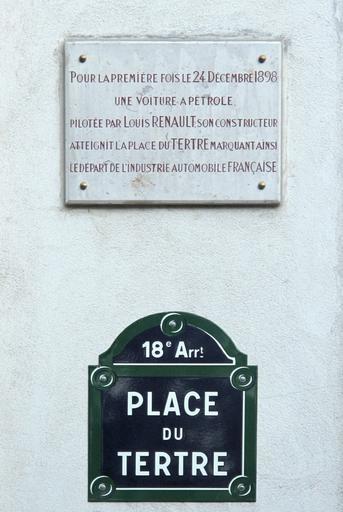 POUR LA PREMIÈRE FOIS LE 24 DÉCEMBRE 1898
UNE VOITURE A PÉTROLE
PILOTÉE PAR LOUIS RENAULT SON CONSTRUCTEUR
ATTEIGNIT LA PLACE DU TERTRE MARQUANT AINSI
LE DÉPART DE L'INDUSTRIE AUTOMOBILE FRANÇAISE
18e Arrt
PLACE
DU
TERTRE